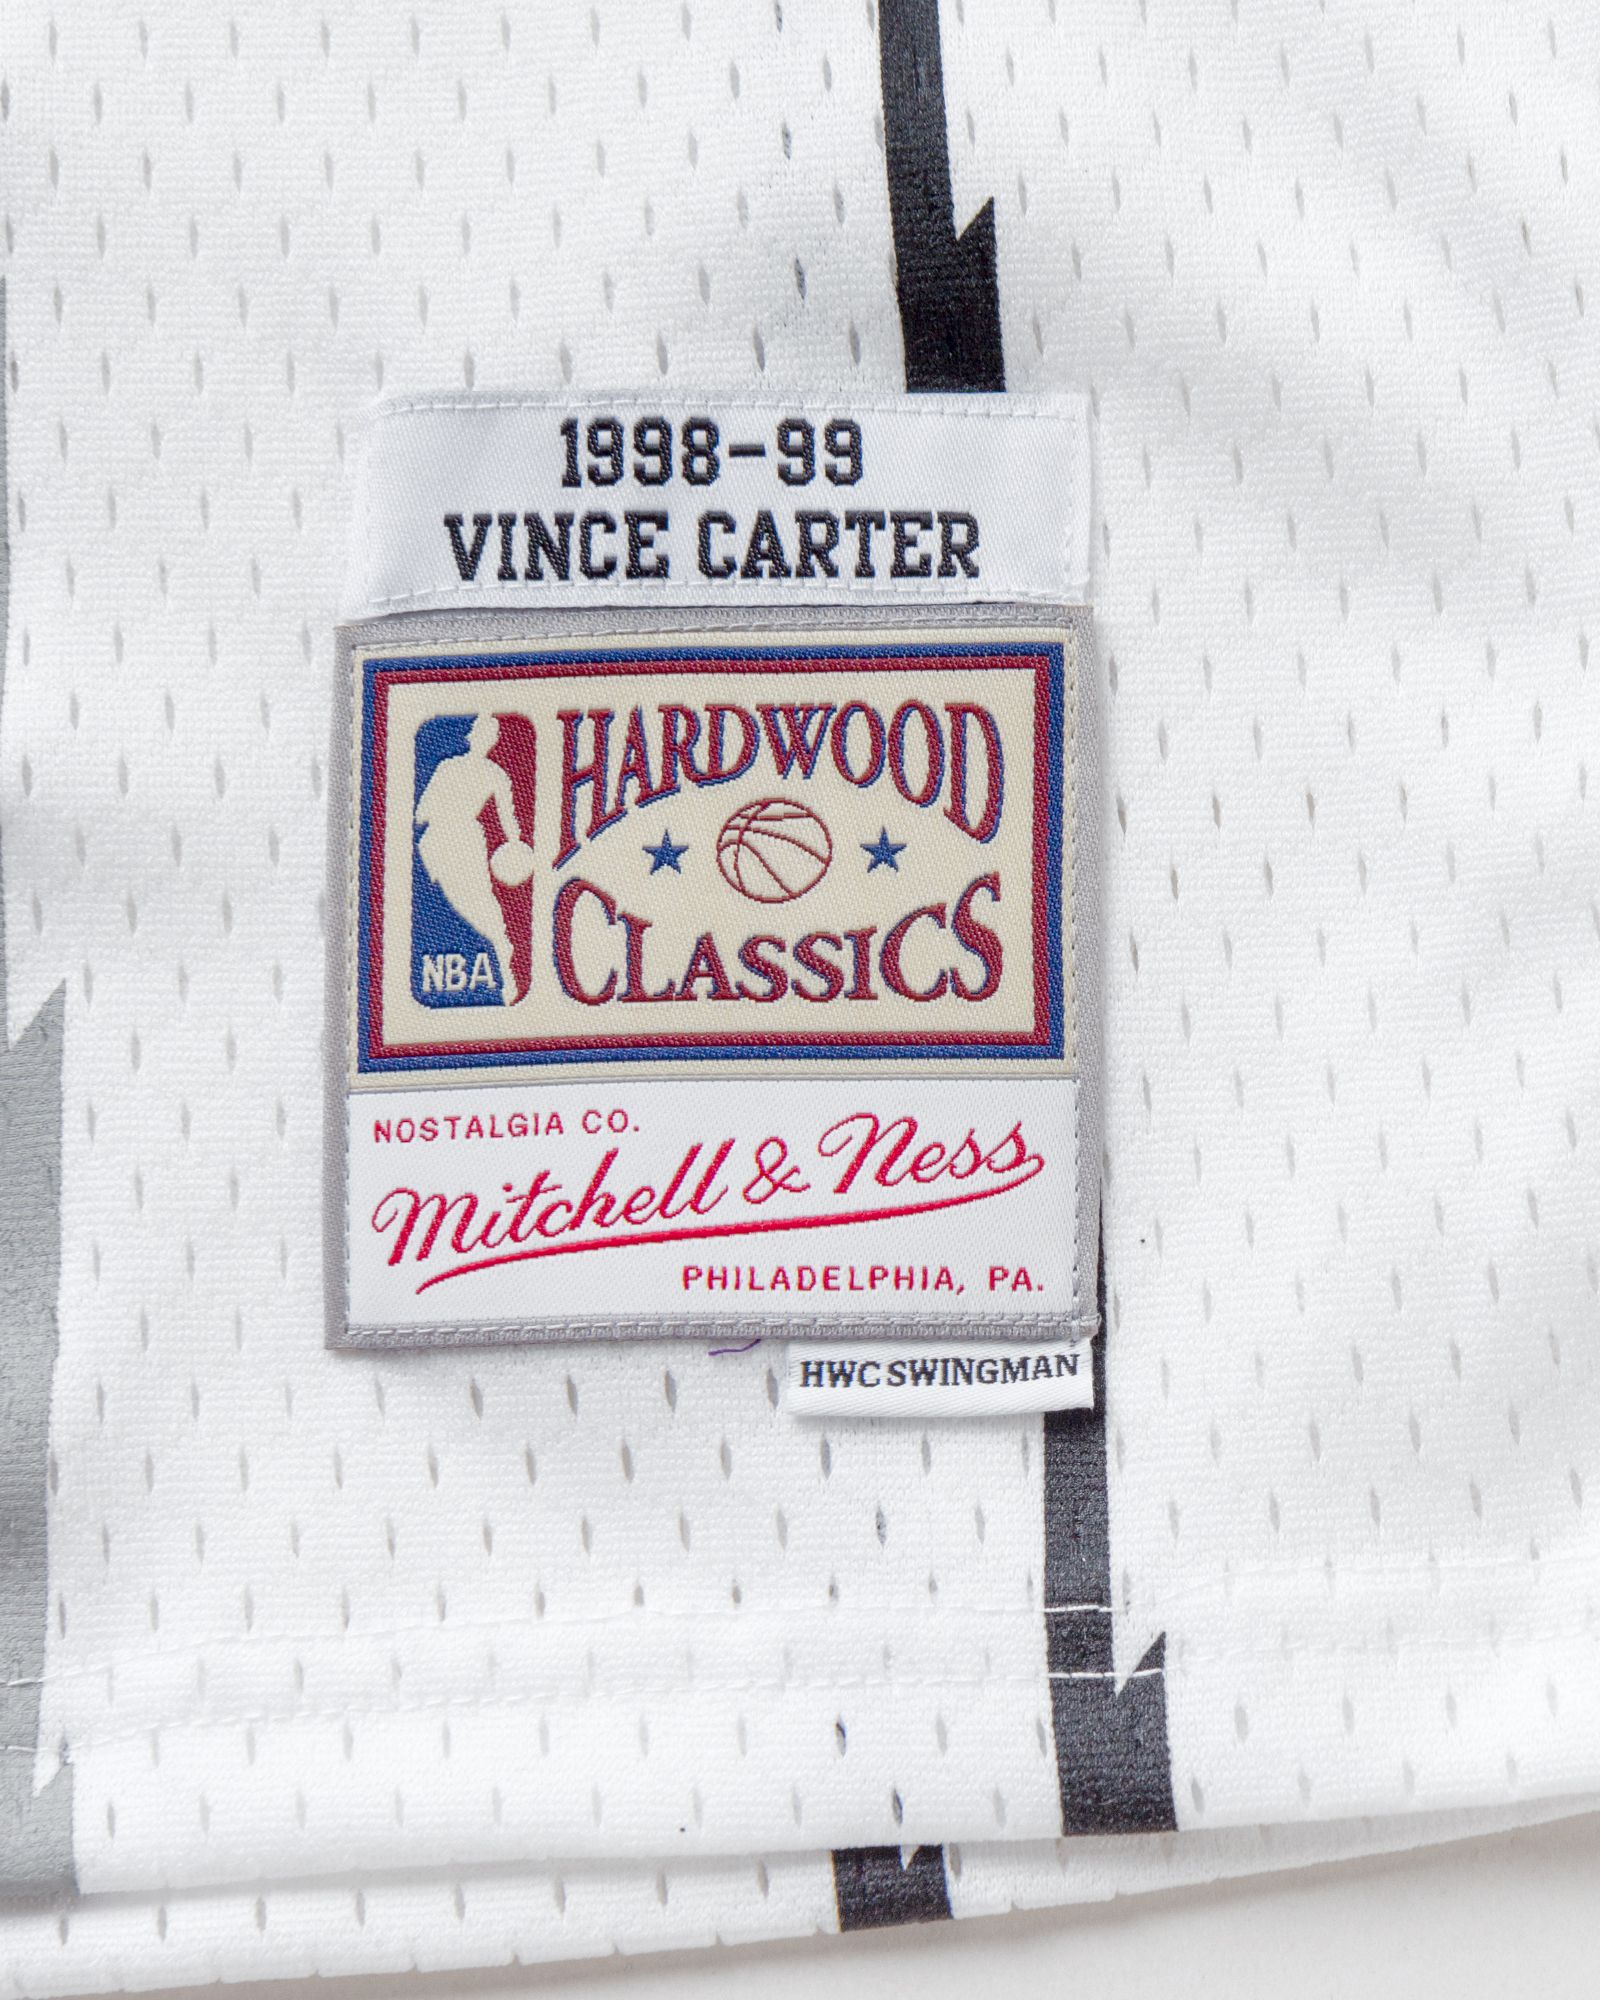 1998-99
VINCE CARTER
HARDWOOD
CLASSICS
NBA
NOSTALGIA CO.
Mitchell & Ness
PHILADELPHIA, PA.
HWC SWINGMAN